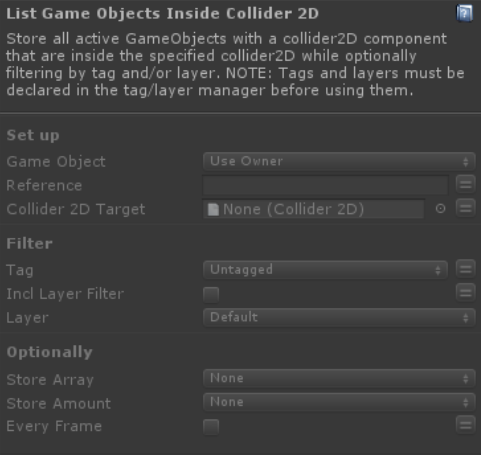 List Game Objects Inside Collider 2D
Store all active GameObjects with a collider2D component
that are inside the specified collider2D while optionally
filtering by tag and/or layer. NOTE: Tags and layers must be
declared in the tag/layer manager before using them.
Set up
Game Object Use Owner
Reference
Collider 2D Target None (Collider 2D)
Filter
Tag Untagged
Incl Layer Filter
Layer Default
Optionally
Store Array None
Store Amount None
Every Frame